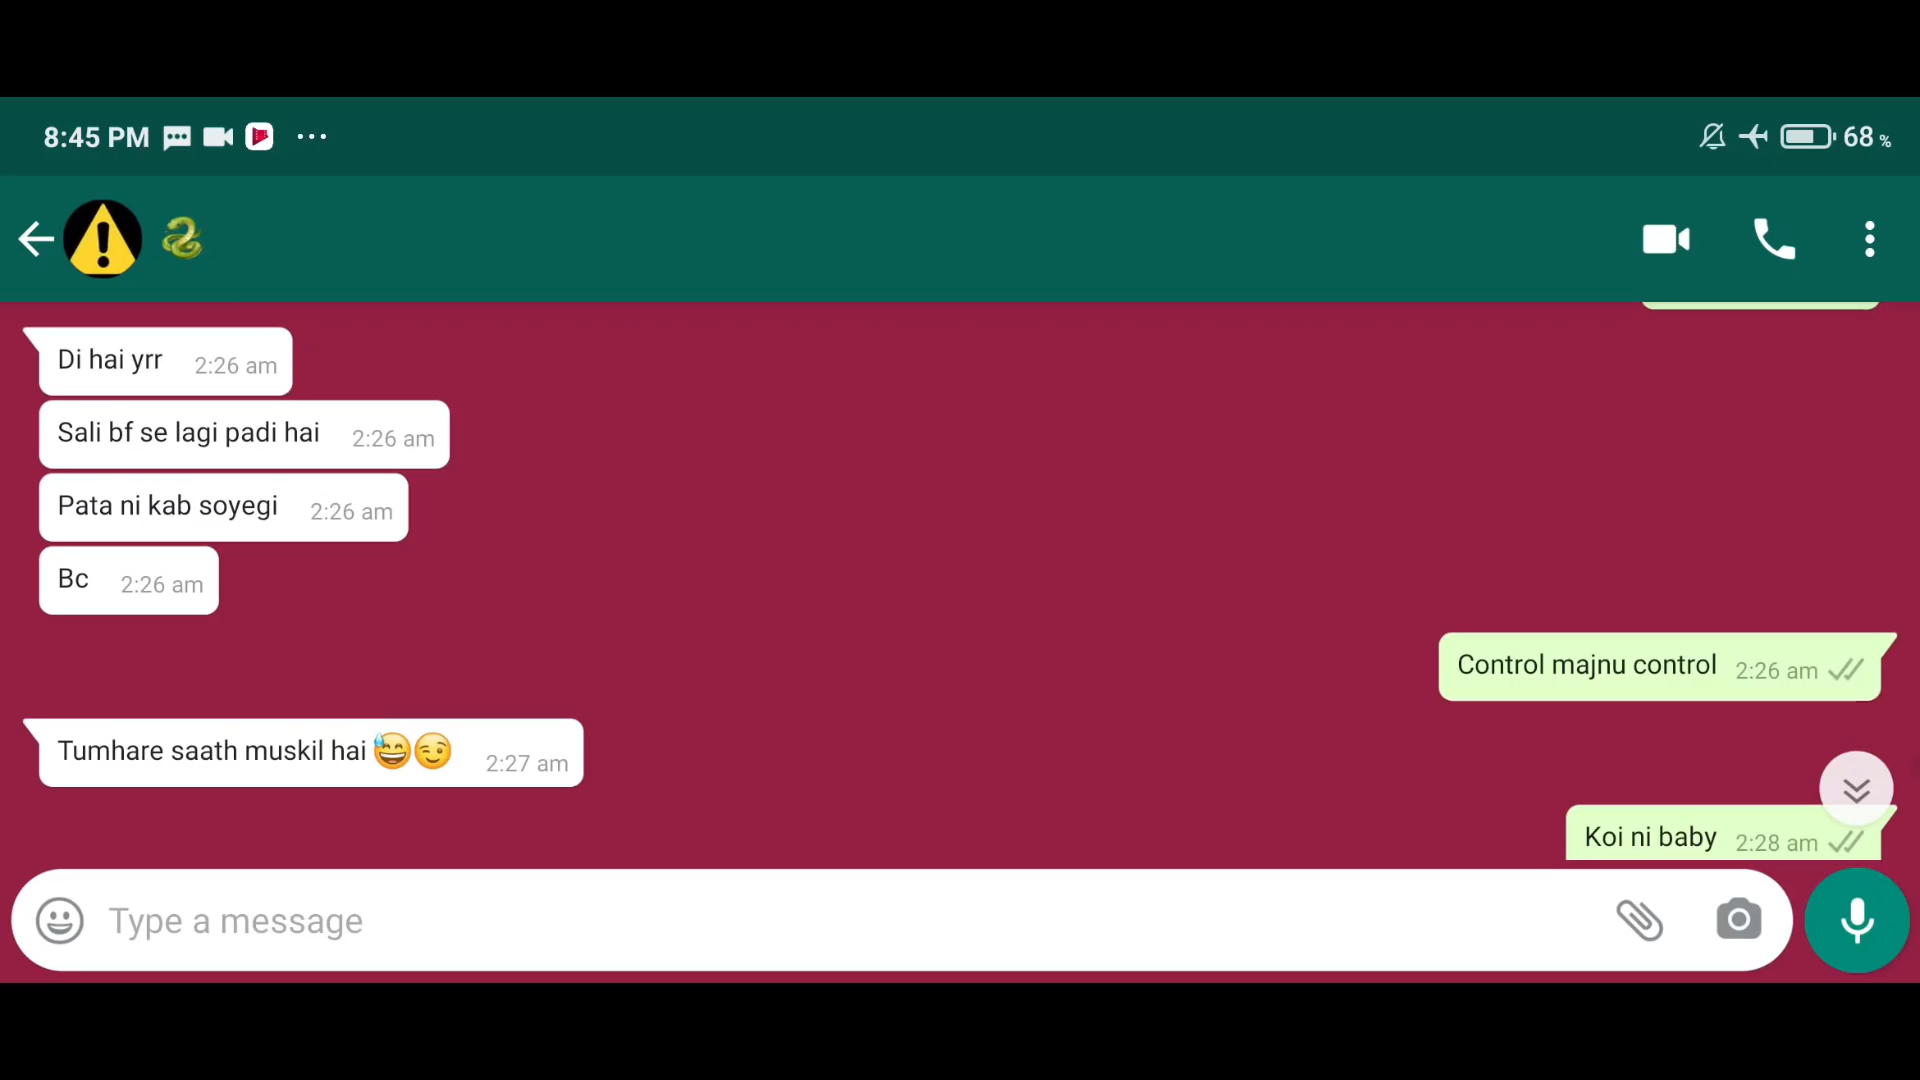 8:45 PM
68 %
Di hai yrr 2:26 am
Sali bf se lagi padi hai 2:26 am
Pata ni kab soyegi 2:26 am
Bc 2:26 am
Control majnu control 2:26 am
Tumhare saath muskil hai 😅😉 2:27 am
Koi ni baby 2:28 am
Type a message